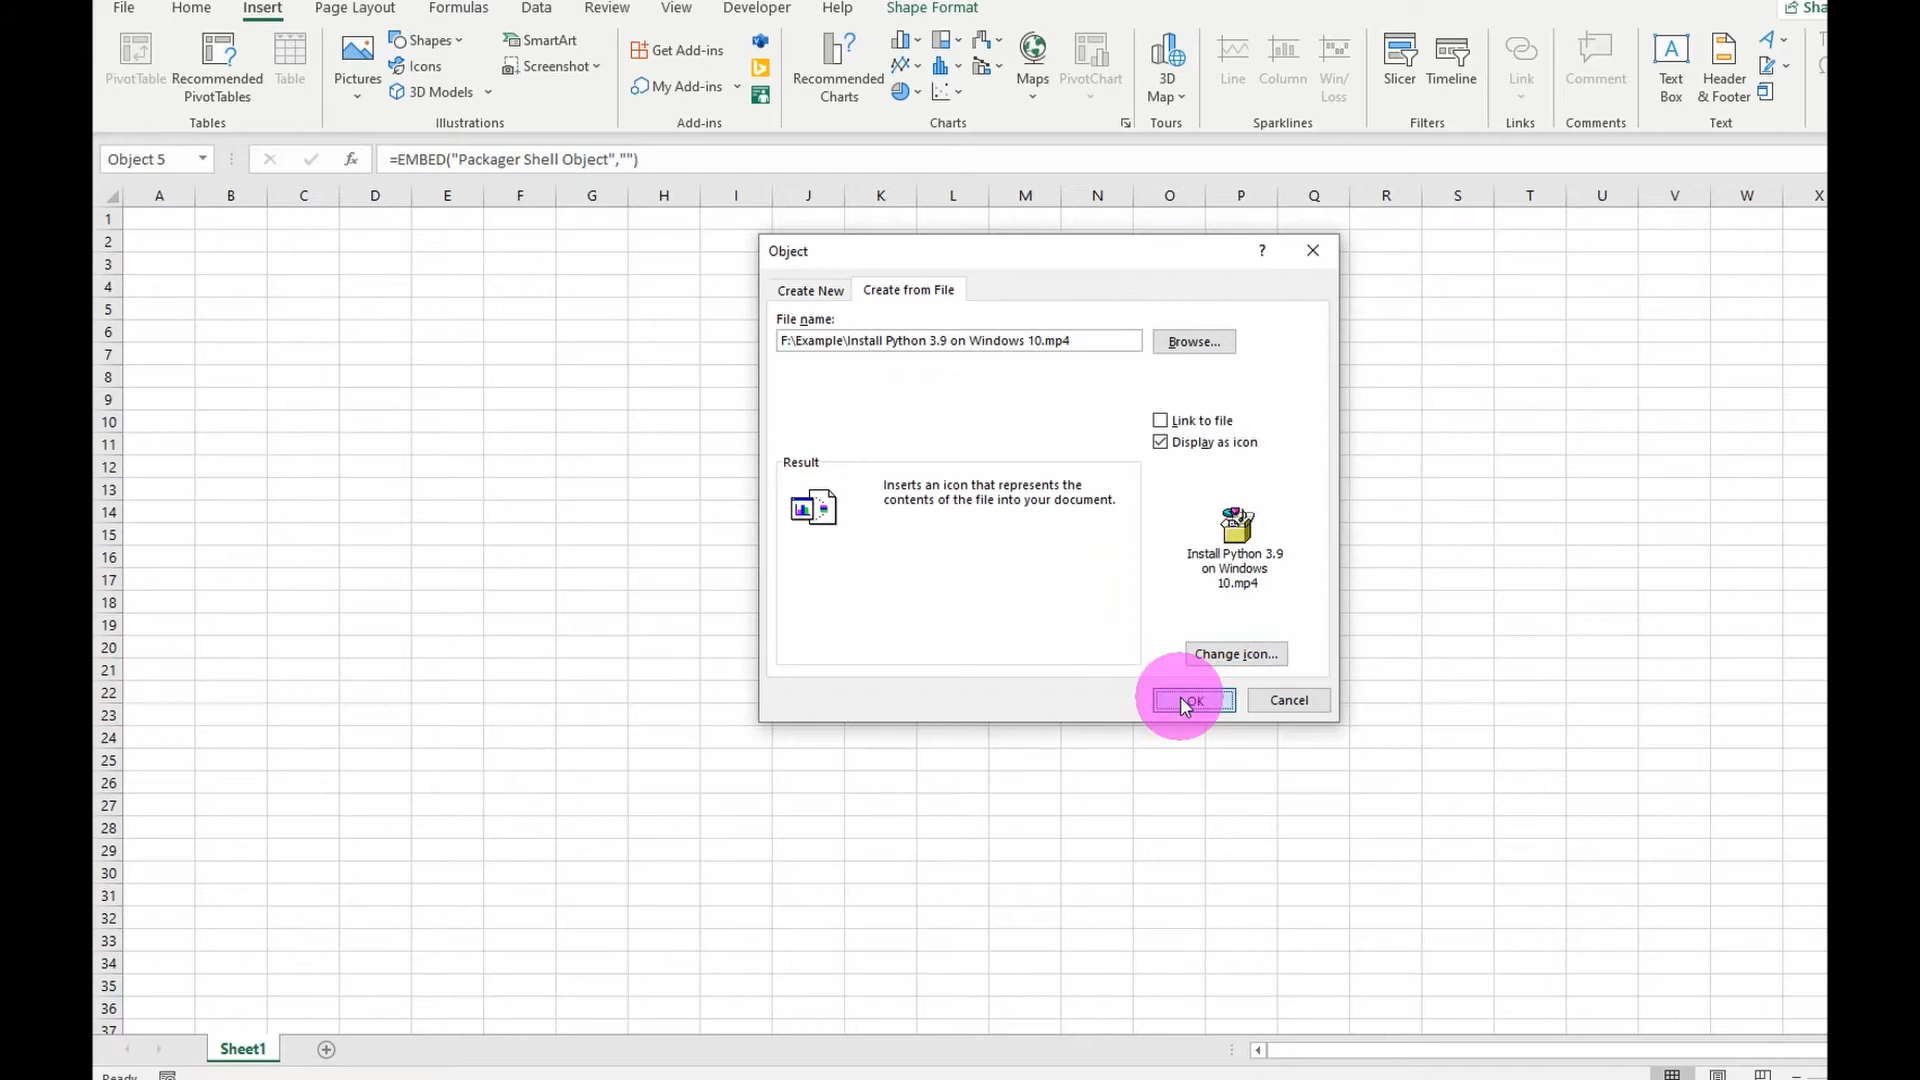 File Home Insert Page Layout Formulas Data Review View Developer Help Shape Format
PivotTable Recommended PivotTables Table
Tables
Pictures Shapes Icons 3D Models SmartArt Screenshot
Illustrations
Get Add-ins
My Add-ins
Add-ins
Recommended Charts
Maps PivotChart
Charts
3D Map
Tours
Line Column Win/Loss
Sparklines
Slicer Timeline
Filters
Link
Links
Comment
Comments
Text Box Header & Footer
Text
Object 5 fx =EMBED("Packager Shell Object","")
A B C D E F G H I J K L M N O P Q R S T U V W X
1
2
3
4
5
6
7
8
9
10
11
12
13
14
15
16
17
18
19
20
21
22
23
24
25
26
27
28
29
30
31
32
33
34
35
36
37
Object ?
Create New Create from File
File name:
F:\Example\Install Python 3.9 on Windows 10.mp4 Browse...
Link to file
Display as icon
Result
Inserts an icon that represents the
contents of the file into your document.
Install Python 3.9
on Windows
10.mp4
Change icon...
OK Cancel
Sheet1
Ready